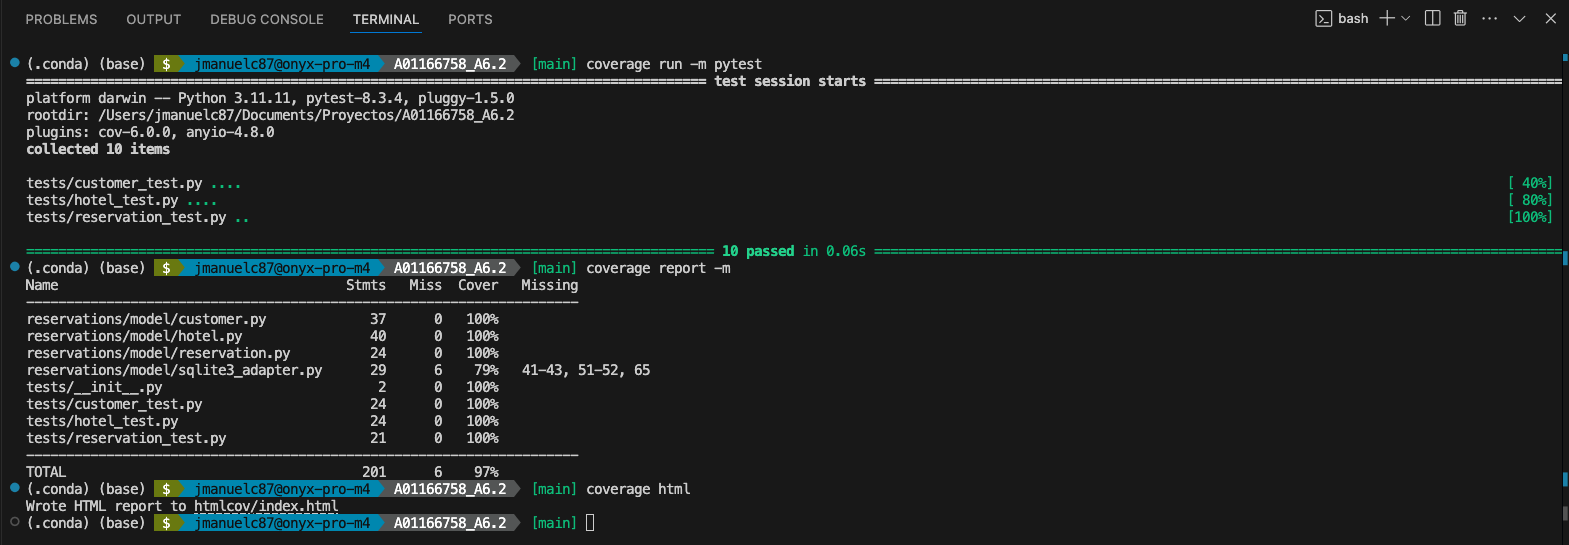 PROBLEMS OUTPUT DEBUG CONSOLE TERMINAL PORTS bash
(.conda) (base) $ jmanuelc87@onyx-pro-m4 A01166758_A6.2 [main] coverage run -m pytest
test session starts
platform darwin -- Python 3.11.11, pytest-8.3.4, pluggy-1.5.0
rootdir: /Users/jmanuelc87/Documents/Proyectos/A01166758_A6.2
plugins: cov-6.0.0, anyio-4.8.0
collected 10 items
tests/customer_test.py .... [ 40%]
tests/hotel_test.py .... [ 80%]
tests/reservation_test.py .. [100%]
10 passed in 0.06s
(.conda) (base) $ jmanuelc87@onyx-pro-m4 A01166758_A6.2 [main] coverage report -m
Name Stmts Miss Cover Missing
reservations/model/customer.py 37 0 100%
reservations/model/hotel.py 40 0 100%
reservations/model/reservation.py 24 0 100%
reservations/model/sqlite3_adapter.py 29 6 79% 41-43, 51-52, 65
tests/__init__.py 2 0 100%
tests/customer_test.py 24 0 100%
tests/hotel_test.py 24 0 100%
tests/reservation_test.py 21 0 100%
TOTAL 201 6 97%
(.conda) (base) $ jmanuelc87@onyx-pro-m4 A01166758_A6.2 [main] coverage html
Wrote HTML report to htmlcov/index.html
(.conda) (base) $ jmanuelc87@onyx-pro-m4 A01166758_A6.2 [main]